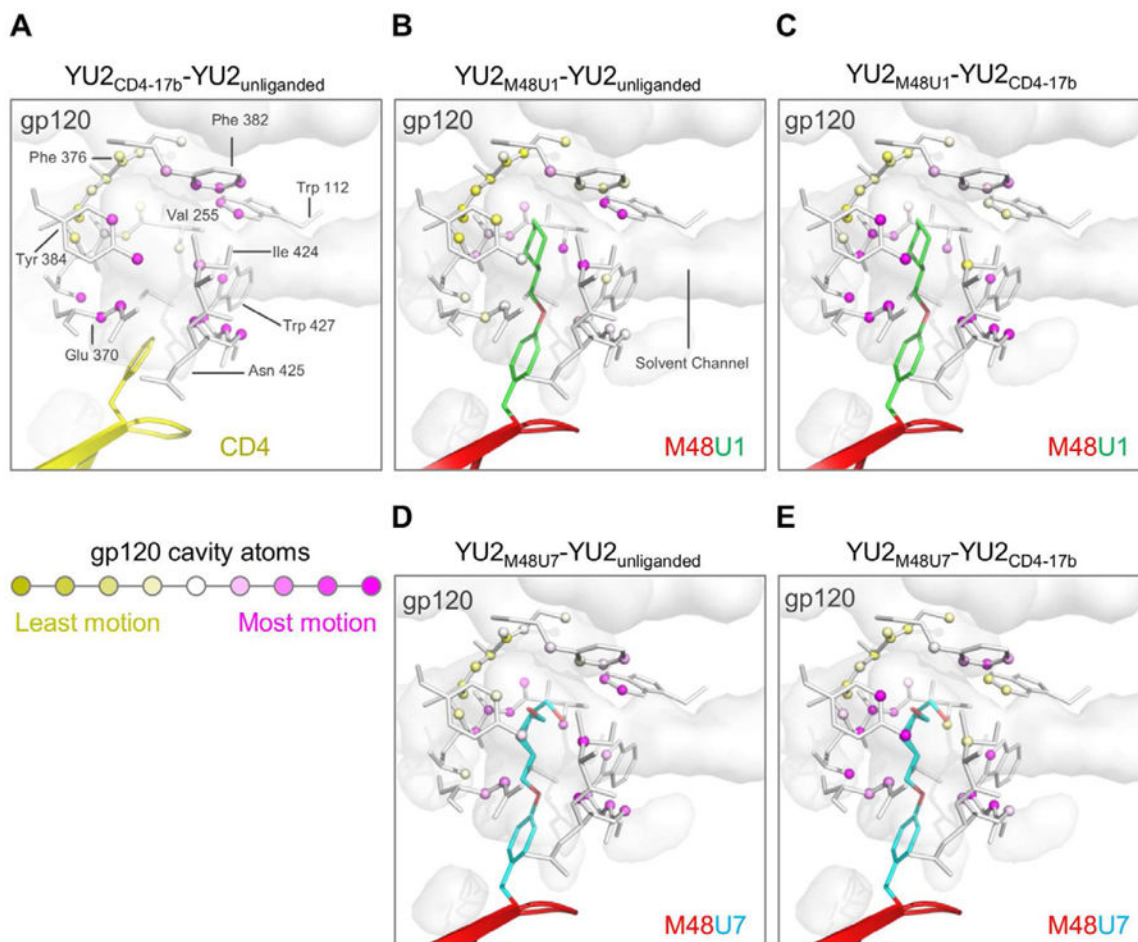 A
YU2CD4-17b-YU2unliganded
gp120
Phe 382
Phe 376
Trp 112
Val 255
Tyr 384
Ile 424
Trp 427
Glu 370
Asn 425
CD4
B
YU2M48U1-YU2unliganded
gp120
Solvent Channel
M48U1
C
YU2M48U1-YU2CD4-17b
gp120
M48U1
gp120 cavity atoms
Least motion Most motion
D
YU2M48U7-YU2unliganded
gp120
M48U7
E
YU2M48U7-YU2CD4-17b
gp120
M48U7